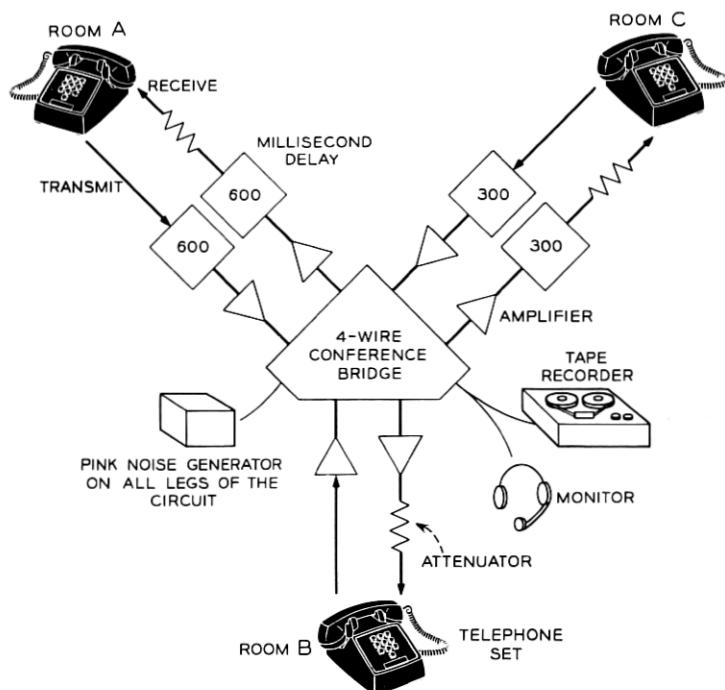 ROOM A
ROOM C
RECEIVE
MILLISECOND
DELAY
TRANSMIT
600
600
300
300
AMPLIFIER
4-WIRE
CONFERENCE
BRIDGE
TAPE
RECORDER
PINK NOISE GENERATOR
ON ALL LEGS OF THE
CIRCUIT
MONITOR
ATTENUATOR
ROOM B
TELEPHONE
SET